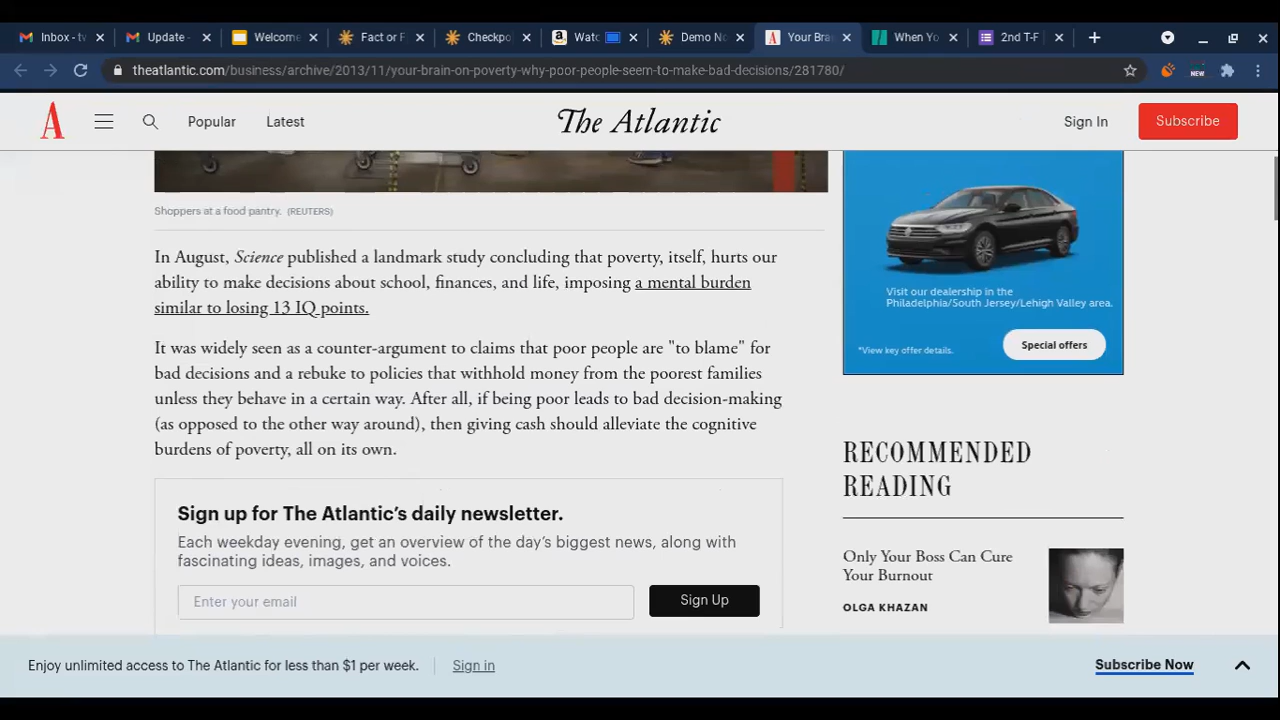 Inbox - tv
Update -
Welcome
Fact or F
Checkpo
Watc
Demo No
Your Bra
When Yo
2nd T-F
theatlantic.com/business/archive/2013/11/your-brain-on-poverty-why-poor-people-seem-to-make-bad-decisions/281780/
NEW
A
Popular
Latest
The Atlantic
Sign In
Subscribe
Shoppers at a food pantry. (REUTERS)
In August, Science published a landmark study concluding that poverty, itself, hurts our
ability to make decisions about school, finances, and life, imposing a mental burden
similar to losing 13 IQ points.
It was widely seen as a counter-argument to claims that poor people are "to blame" for
bad decisions and a rebuke to policies that withhold money from the poorest families
unless they behave in a certain way. After all, if being poor leads to bad decision-making
(as opposed to the other way around), then giving cash should alleviate the cognitive
burdens of poverty, all on its own.
Sign up for The Atlantic's daily newsletter.
Each weekday evening, get an overview of the day's biggest news, along with
fascinating ideas, images, and voices.
Enter your email
Sign Up
Visit our dealership in the
Philadelphia/South Jersey/Lehigh Valley area.
*View key offer details.
Special offers
RECOMMENDED
READING
Only Your Boss Can Cure
Your Burnout
OLGA KHAZAN
Enjoy unlimited access to The Atlantic for less than $1 per week.
Sign in
Subscribe Now